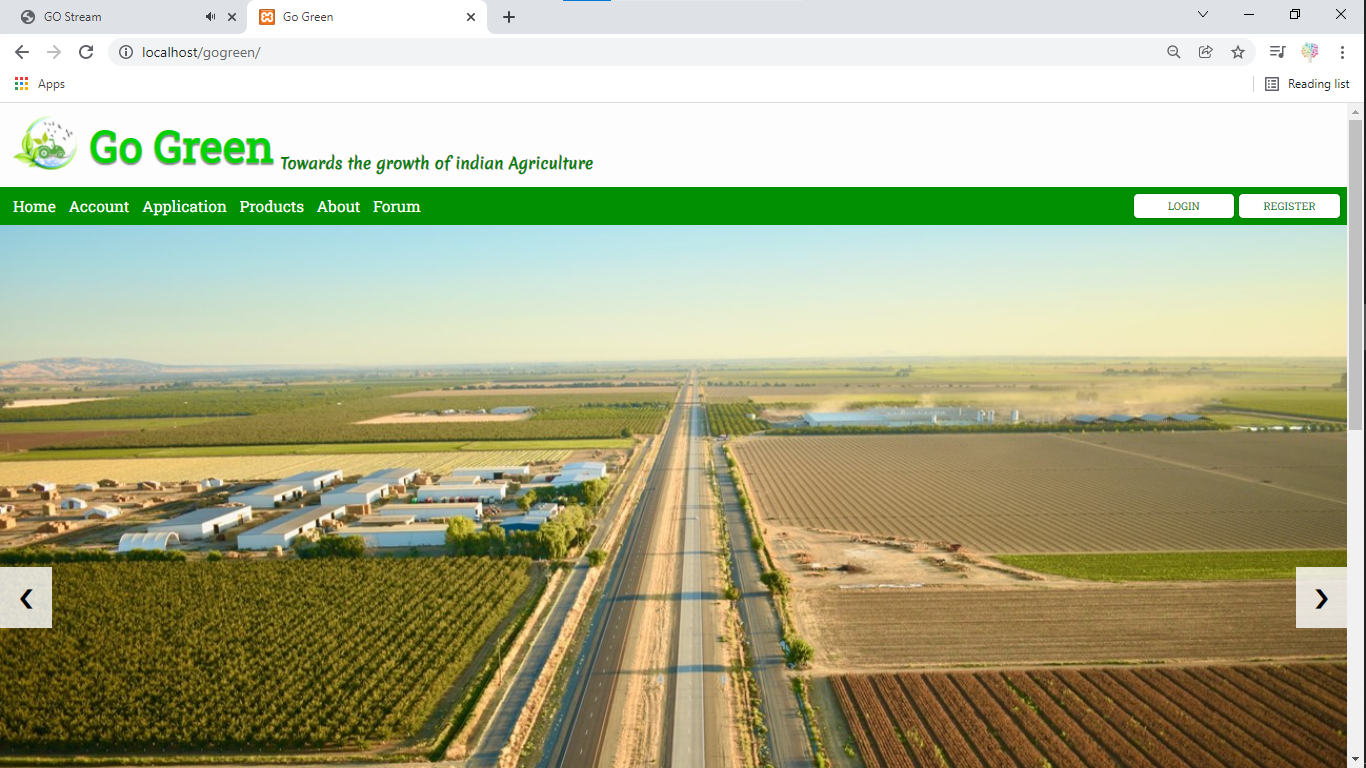 GO Stream
Go Green
localhost/gogreen/
Apps
Reading list
Go Green Towards the growth of indian Agriculture
Home Account Application Products About Forum LOGIN REGISTER